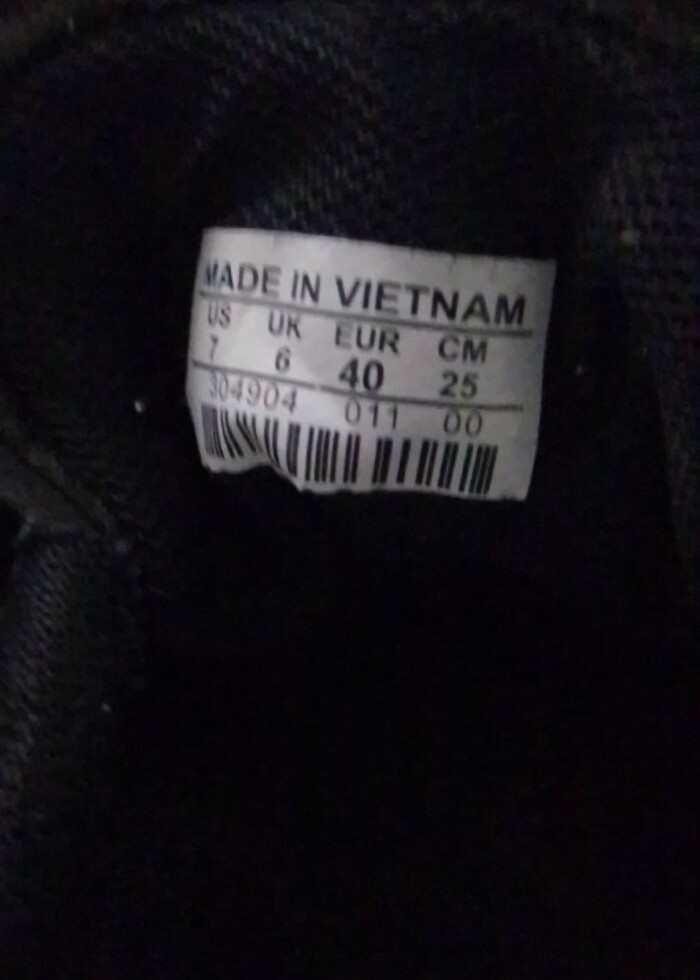 MADE IN VIETNAM
US UK EUR CM
7 6 40 25
304904 011 00